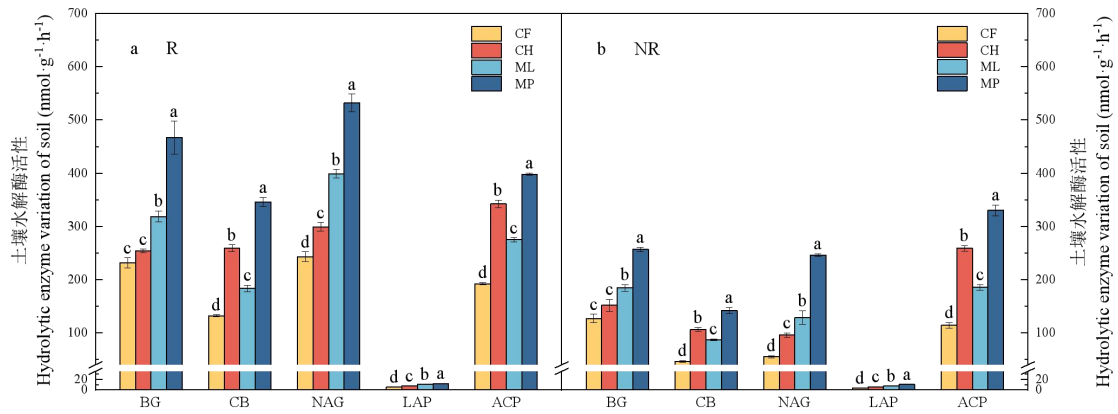 土壤水解酶活性
Hydrolytic enzyme variation of soil (nmol·g⁻¹·h⁻¹)
700
600
500
400
300
200
100
20
0
a R
CF
CH
ML
MP
c c b a
d b c a
d c b a
d c b a
d b c a
BG CB NAG LAP ACP
b NR
CF
CH
ML
MP
c c b a
d b c a
d c b a
d c b a
d b c a
BG CB NAG LAP ACP
700
600
500
400
300
200
100
20
0
土壤水解酶活性
Hydrolytic enzyme variation of soil (nmol·g⁻¹·h⁻¹)